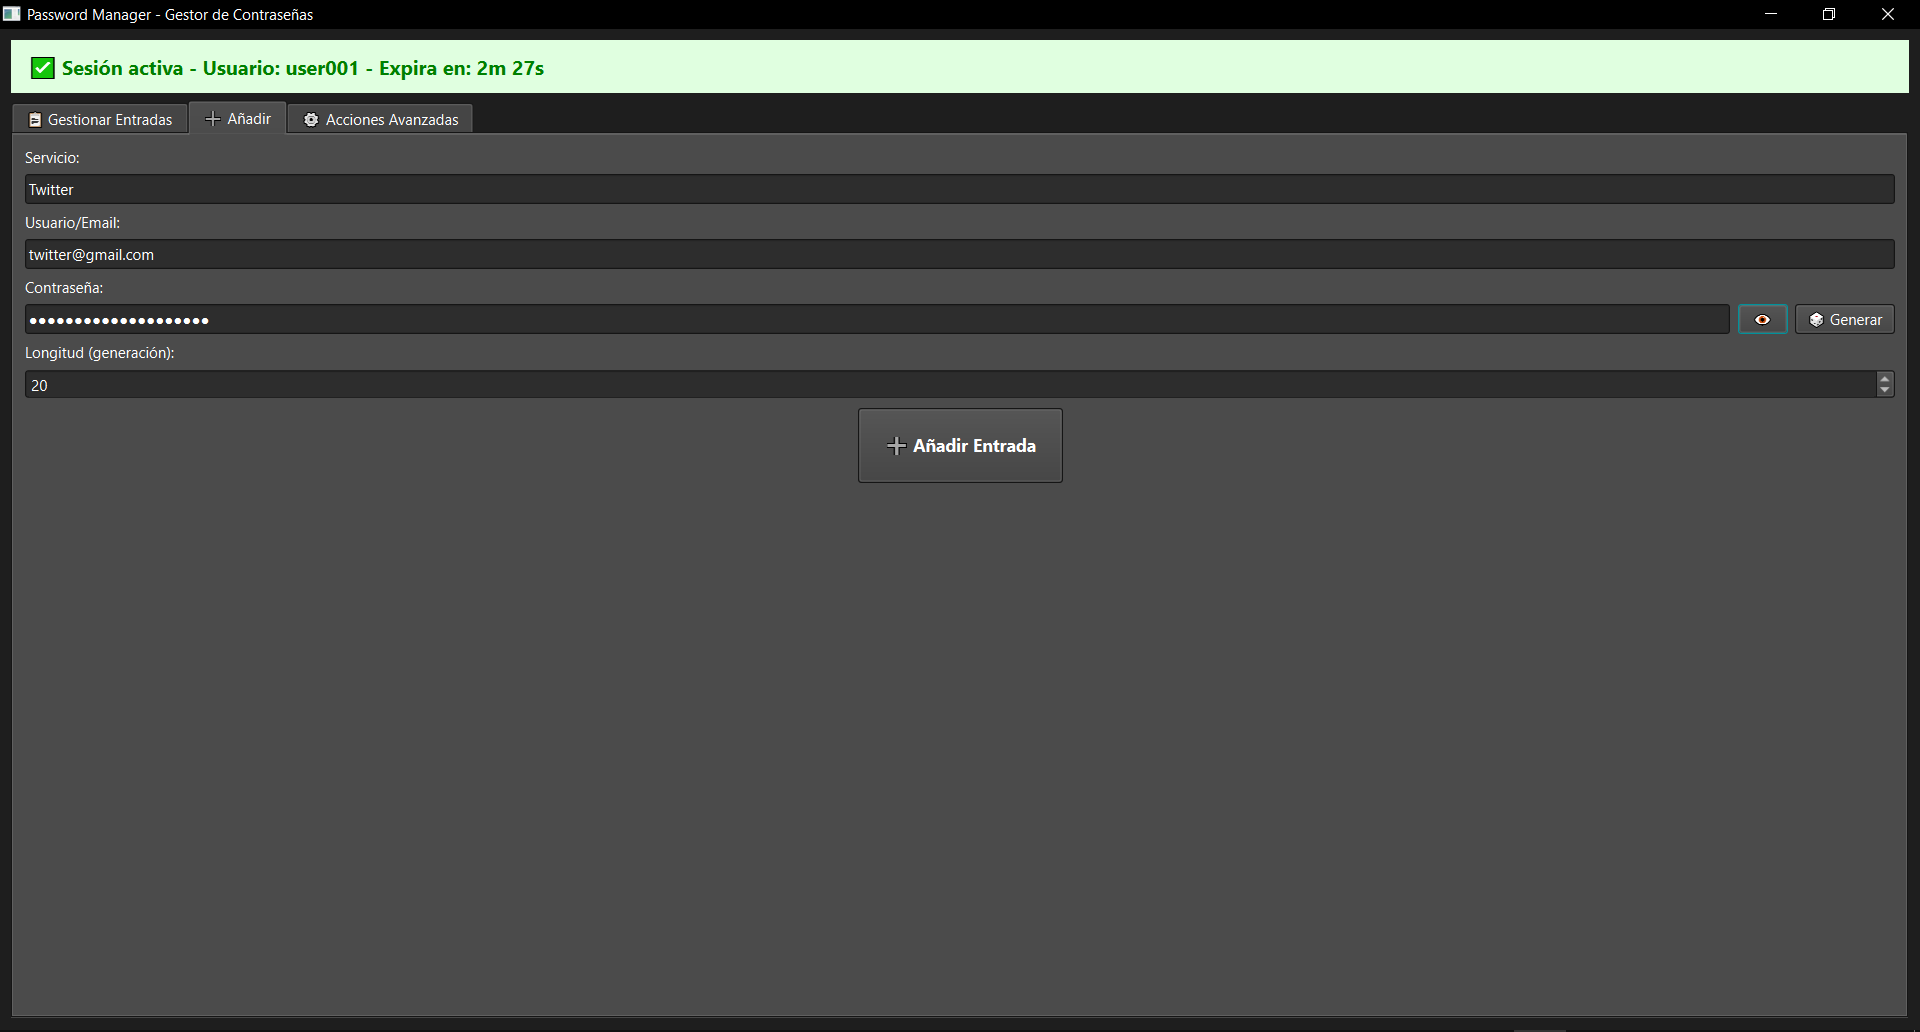 Password Manager - Gestor de Contraseñas
Sesión activa - Usuario: user001 - Expira en: 2m 27s
Gestionar Entradas
Añadir
Acciones Avanzadas
Servicio:
Twitter
Usuario/Email:
twitter@gmail.com
Contraseña:
●●●●●●●●●●●●●●●●●●●●
Generar
Longitud (generación):
20
Añadir Entrada